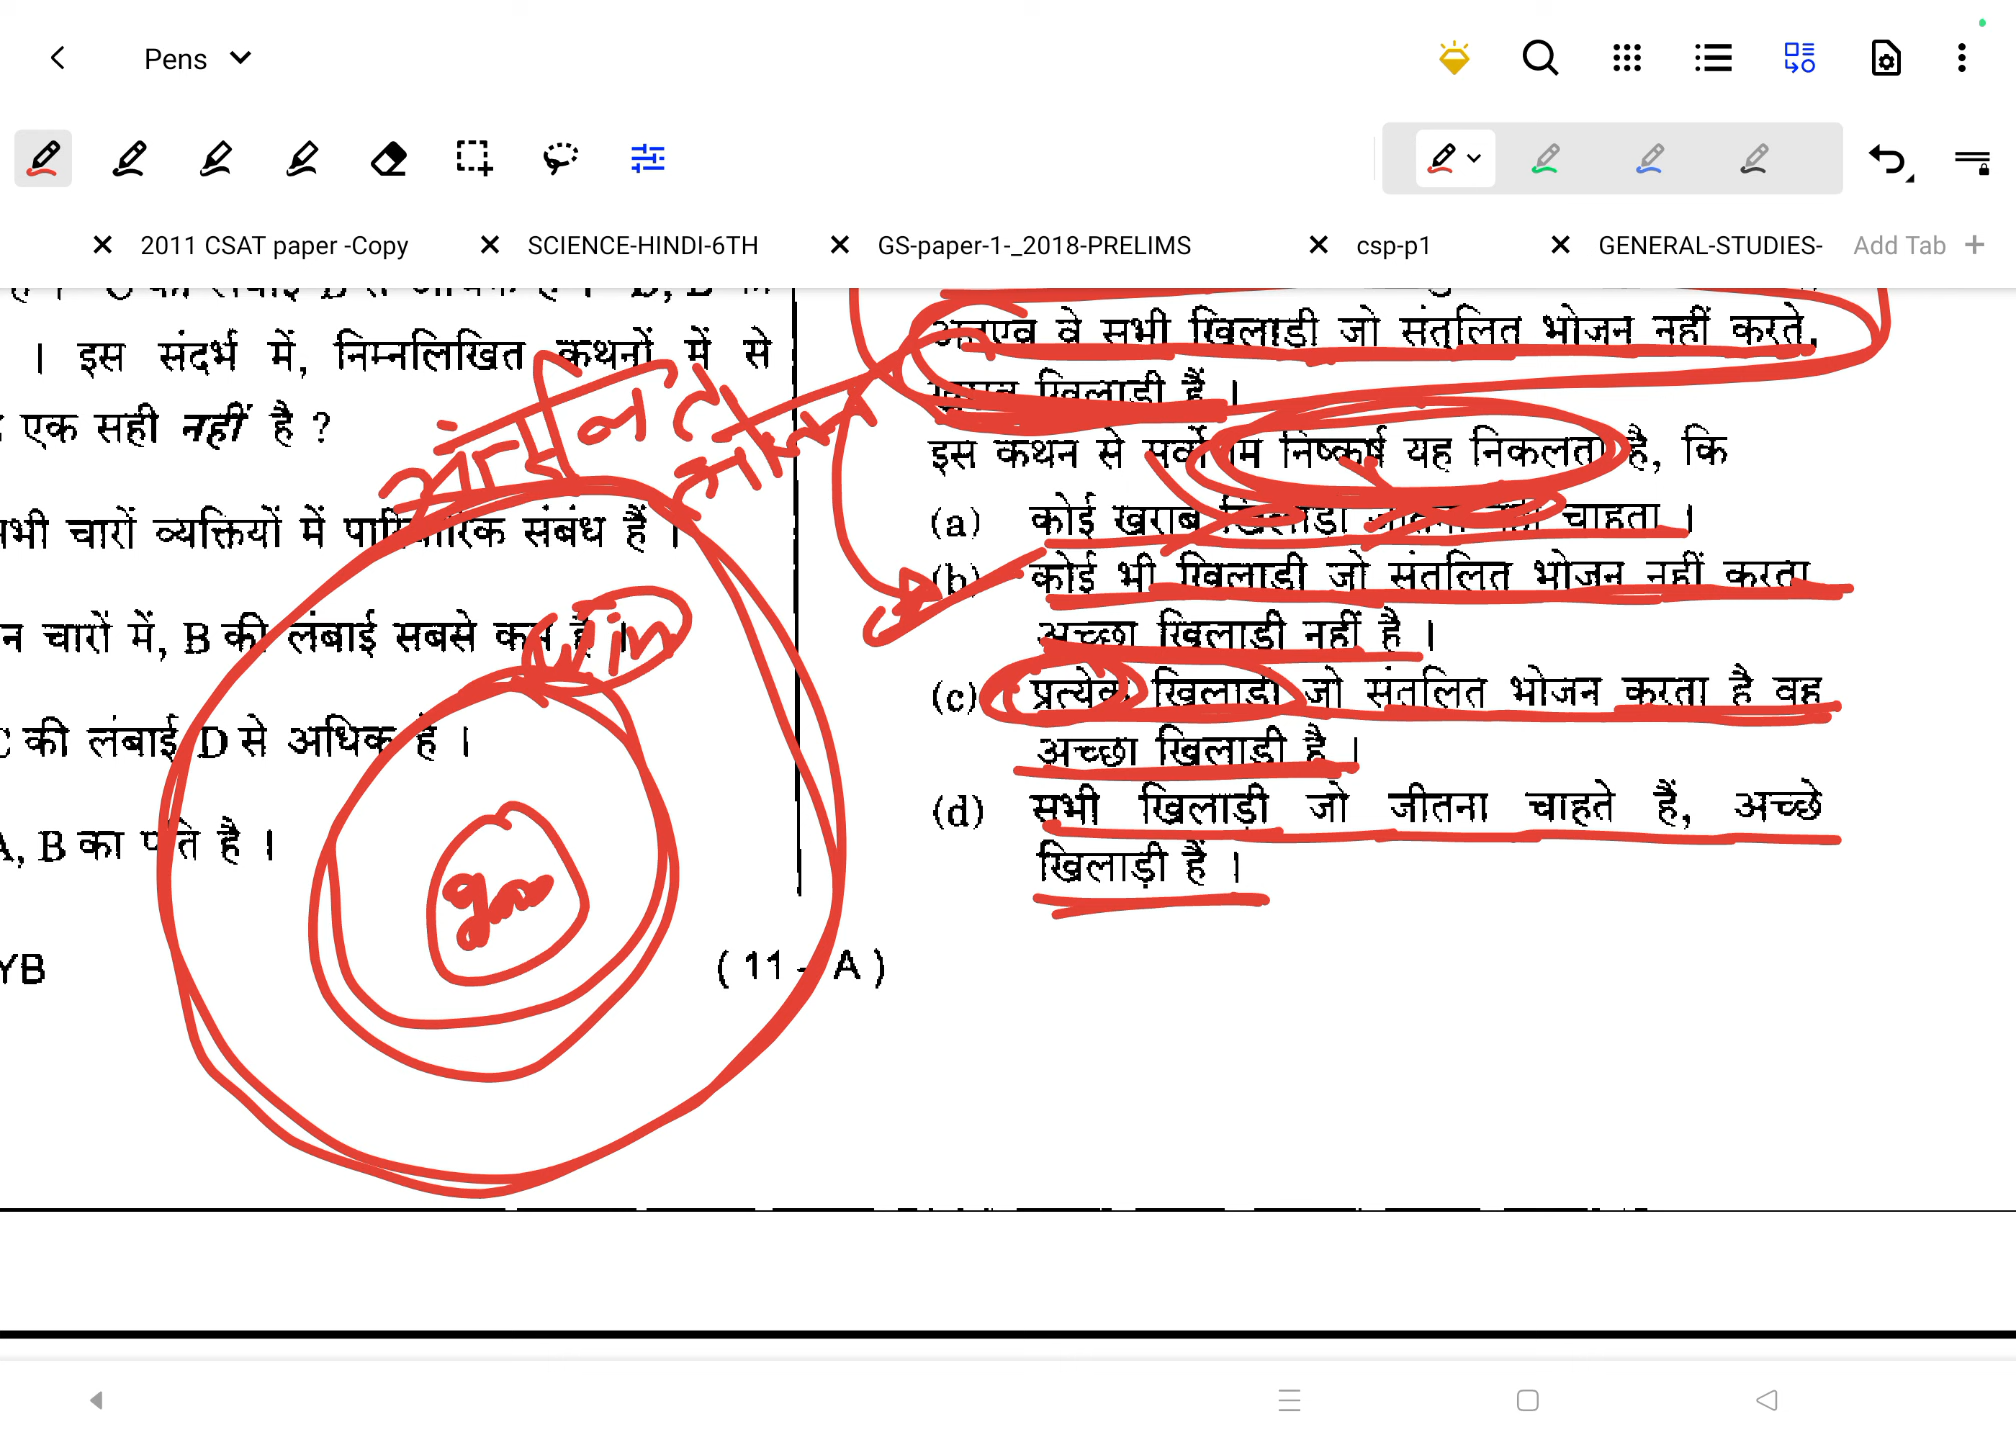 Pens
2011 CSAT paper -Copy
SCIENCE-HINDI-6TH
GS-paper-1-_2018-PRELIMS
csp-p1
GENERAL-STUDIES-
Add Tab +
। इस संदर्भ में, निम्नलिखित कथनों में से
एक सही नहीं है ?
भी चारों व्यक्तियों में पारिवारिक संबंध हैं ।
न चारों में, B की लंबाई सबसे कम है ।
C की लंबाई D से अधिक है ।
A, B का पति है ।
YB
( 11 - A )
अतएव वे सभी खिलाड़ी जो संतुलित भोजन नहीं करते,
खराब खिलाड़ी हैं ।
इस कथन से सर्वोत्तम निष्कर्ष यह निकलता है, कि
(a) कोई खराब खिलाड़ी जीतना नहीं चाहता ।
(b) कोई भी खिलाड़ी जो संतुलित भोजन नहीं करता
अच्छा खिलाड़ी नहीं है ।
(c) प्रत्येक खिलाड़ी जो संतुलित भोजन करता है वह
अच्छा खिलाड़ी है ।
(d) सभी खिलाड़ी जो जीतना चाहते हैं, अच्छे
खिलाड़ी हैं ।
win